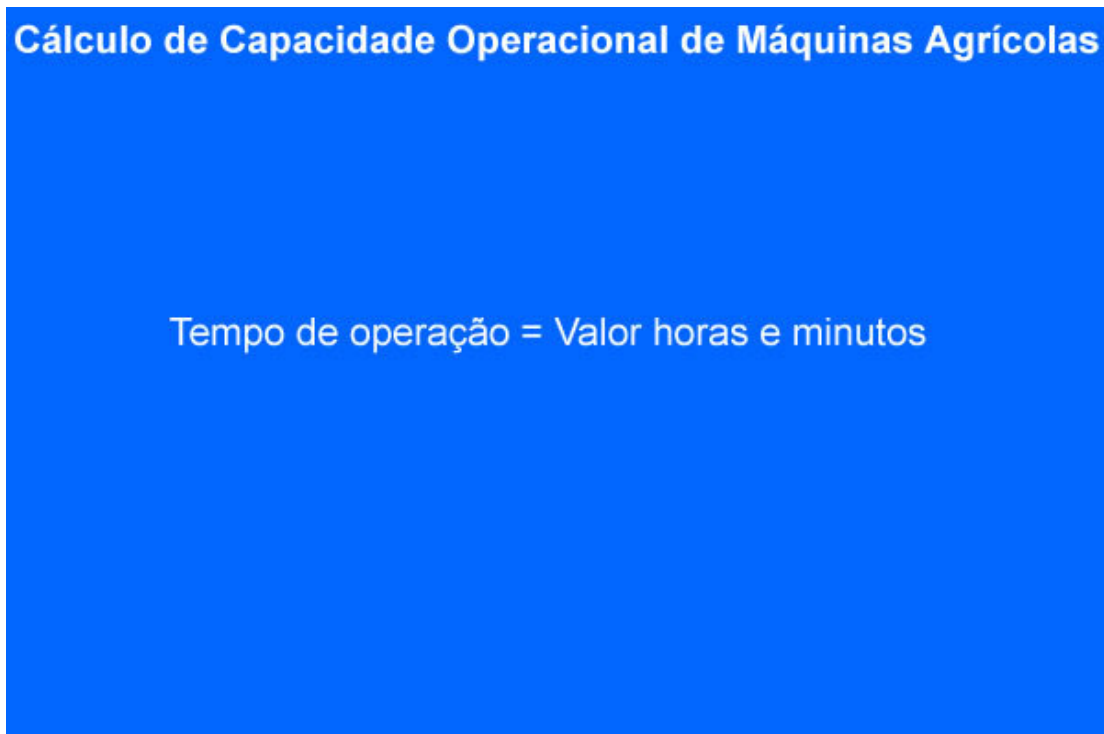 Cálculo de Capacidade Operacional de Máquinas Agrícolas
Tempo de operação = Valor horas e minutos